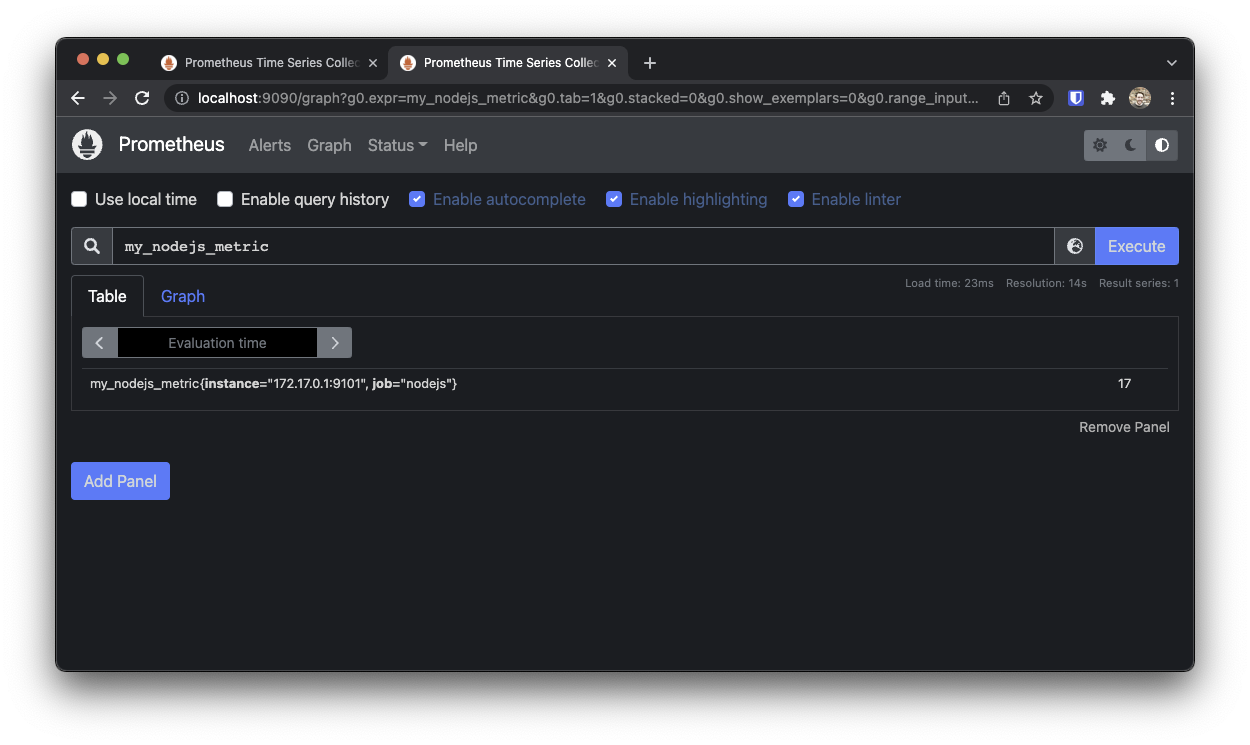 Prometheus Time Series Collec
Prometheus Time Series Collec
localhost:9090/graph?g0.expr=my_nodejs_metric&g0.tab=1&g0.stacked=0&g0.show_exemplars=0&g0.range_input...
Prometheus Alerts Graph Status Help
Use local time Enable query history Enable autocomplete Enable highlighting Enable linter
my_nodejs_metric Execute
Table Graph Load time: 23ms Resolution: 14s Result series: 1
Evaluation time
my_nodejs_metric{instance="172.17.0.1:9101", job="nodejs"} 17
Remove Panel
Add Panel